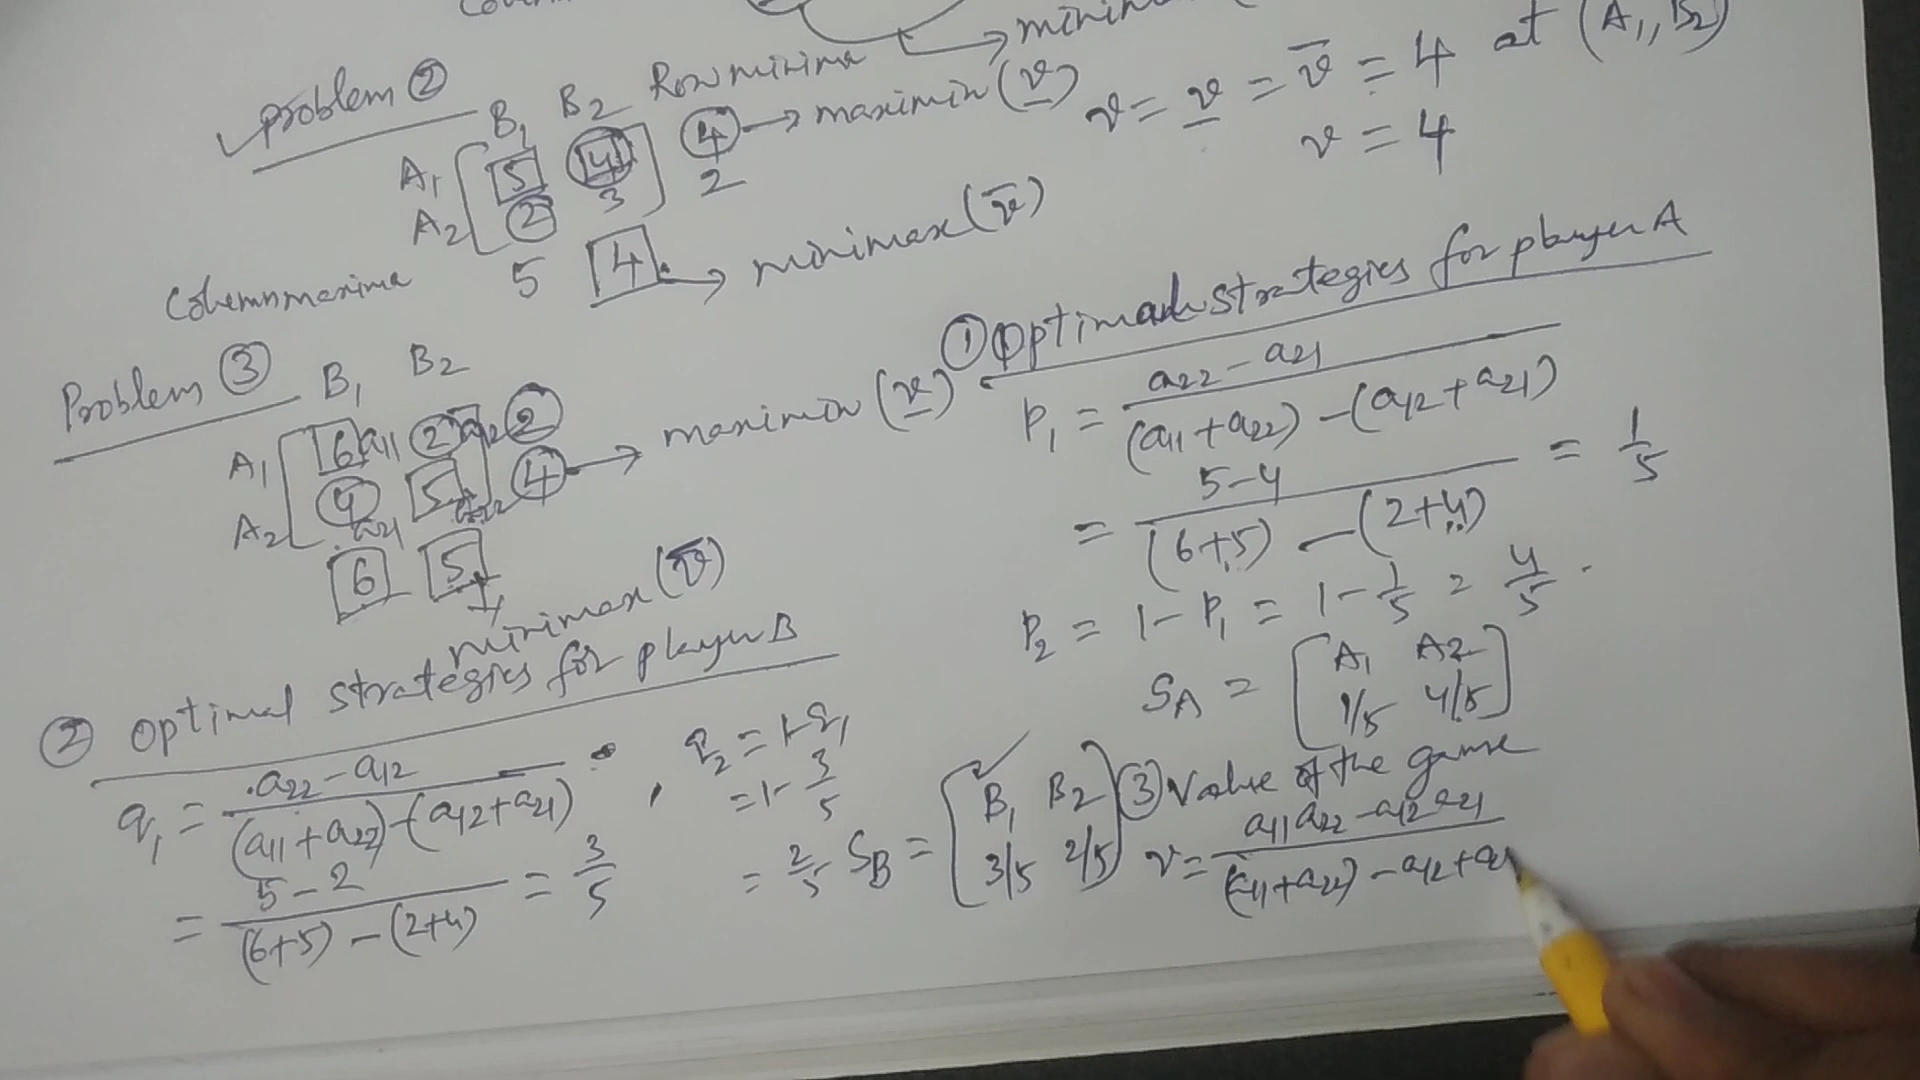 problem ②
B1 B2 Row minima
A1 5 4 4 → maximin (v)
A2 2 3 2
Column maxima 5 4 → minimax (v̄)
v = v = v̄ = 4 at (A1, B2)
v = 4
Problem ③
B1 B2
A1 6 a11 2 a12 2
A2 4 a21 5 a22 4 → maximin (v)
6 5
minimax (v̄)
① Optimal strategies for player A
P1 = a22 - a21 / (a11 + a22) - (a12 + a21)
= 5-4 / (6+5) - (2+4) = 1/5
P2 = 1 - P1 = 1 - 1/5 = 4/5
SA = [A1 A2
1/5 4/5]
② optimal strategies for player B
q1 = a22 - a12 / (a11 + a22) - (a12 + a21)
= 5-2 / (6+5) - (2+4) = 3/5
, q2 = 1-q1
= 1 - 3/5
= 2/5
SB = [B1 B2
3/5 2/5]
③ Value of the game
v = a11 a22 - a12 a21 / (a11 + a22) - a12 +